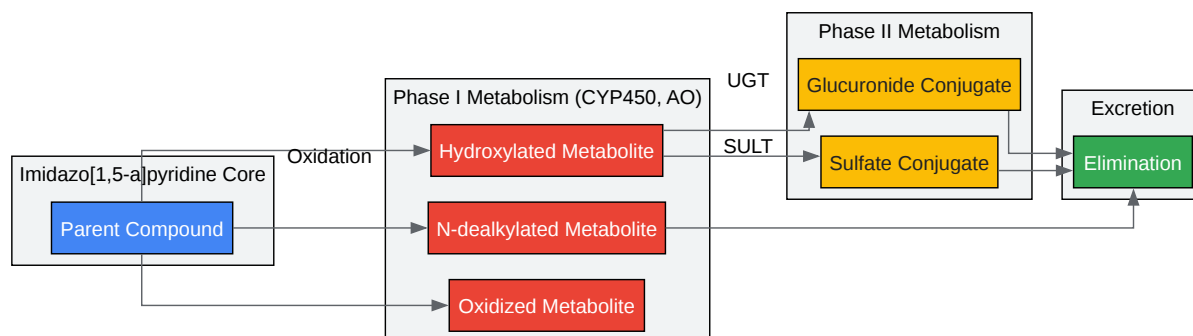 Phase II Metabolism
UGT
Glucuronide Conjugate
Phase I Metabolism (CYP450, AO)
Excretion
Hydroxylated Metabolite
SULT
Oxidation
Sulfate Conjugate
Elimination
Imidazo[1,5-a]pyridine Core
Parent Compound
N-dealkylated Metabolite
Oxidized Metabolite